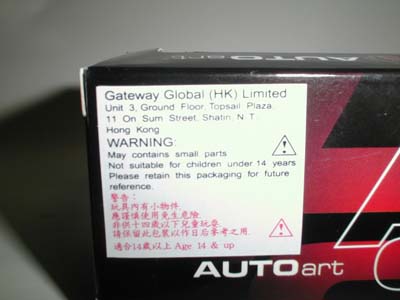 AUTOart
Gateway Global (HK) Limited
Unit 3, Ground Floor, Topsail Plaza,
11 On Sum Street, Shatin, N.T.
Hong Kong
WARNING:
May contains small parts
Not suitable for children under 14 years
Please retain this packaging for future
reference.
警告:
玩具內有小物件.
應謹慎使用免生危險.
非供十四歲以下兒童玩耍.
請保留此包裝以作日後參考之用.
適合14歲以上 Age 14 & up
AUTOart